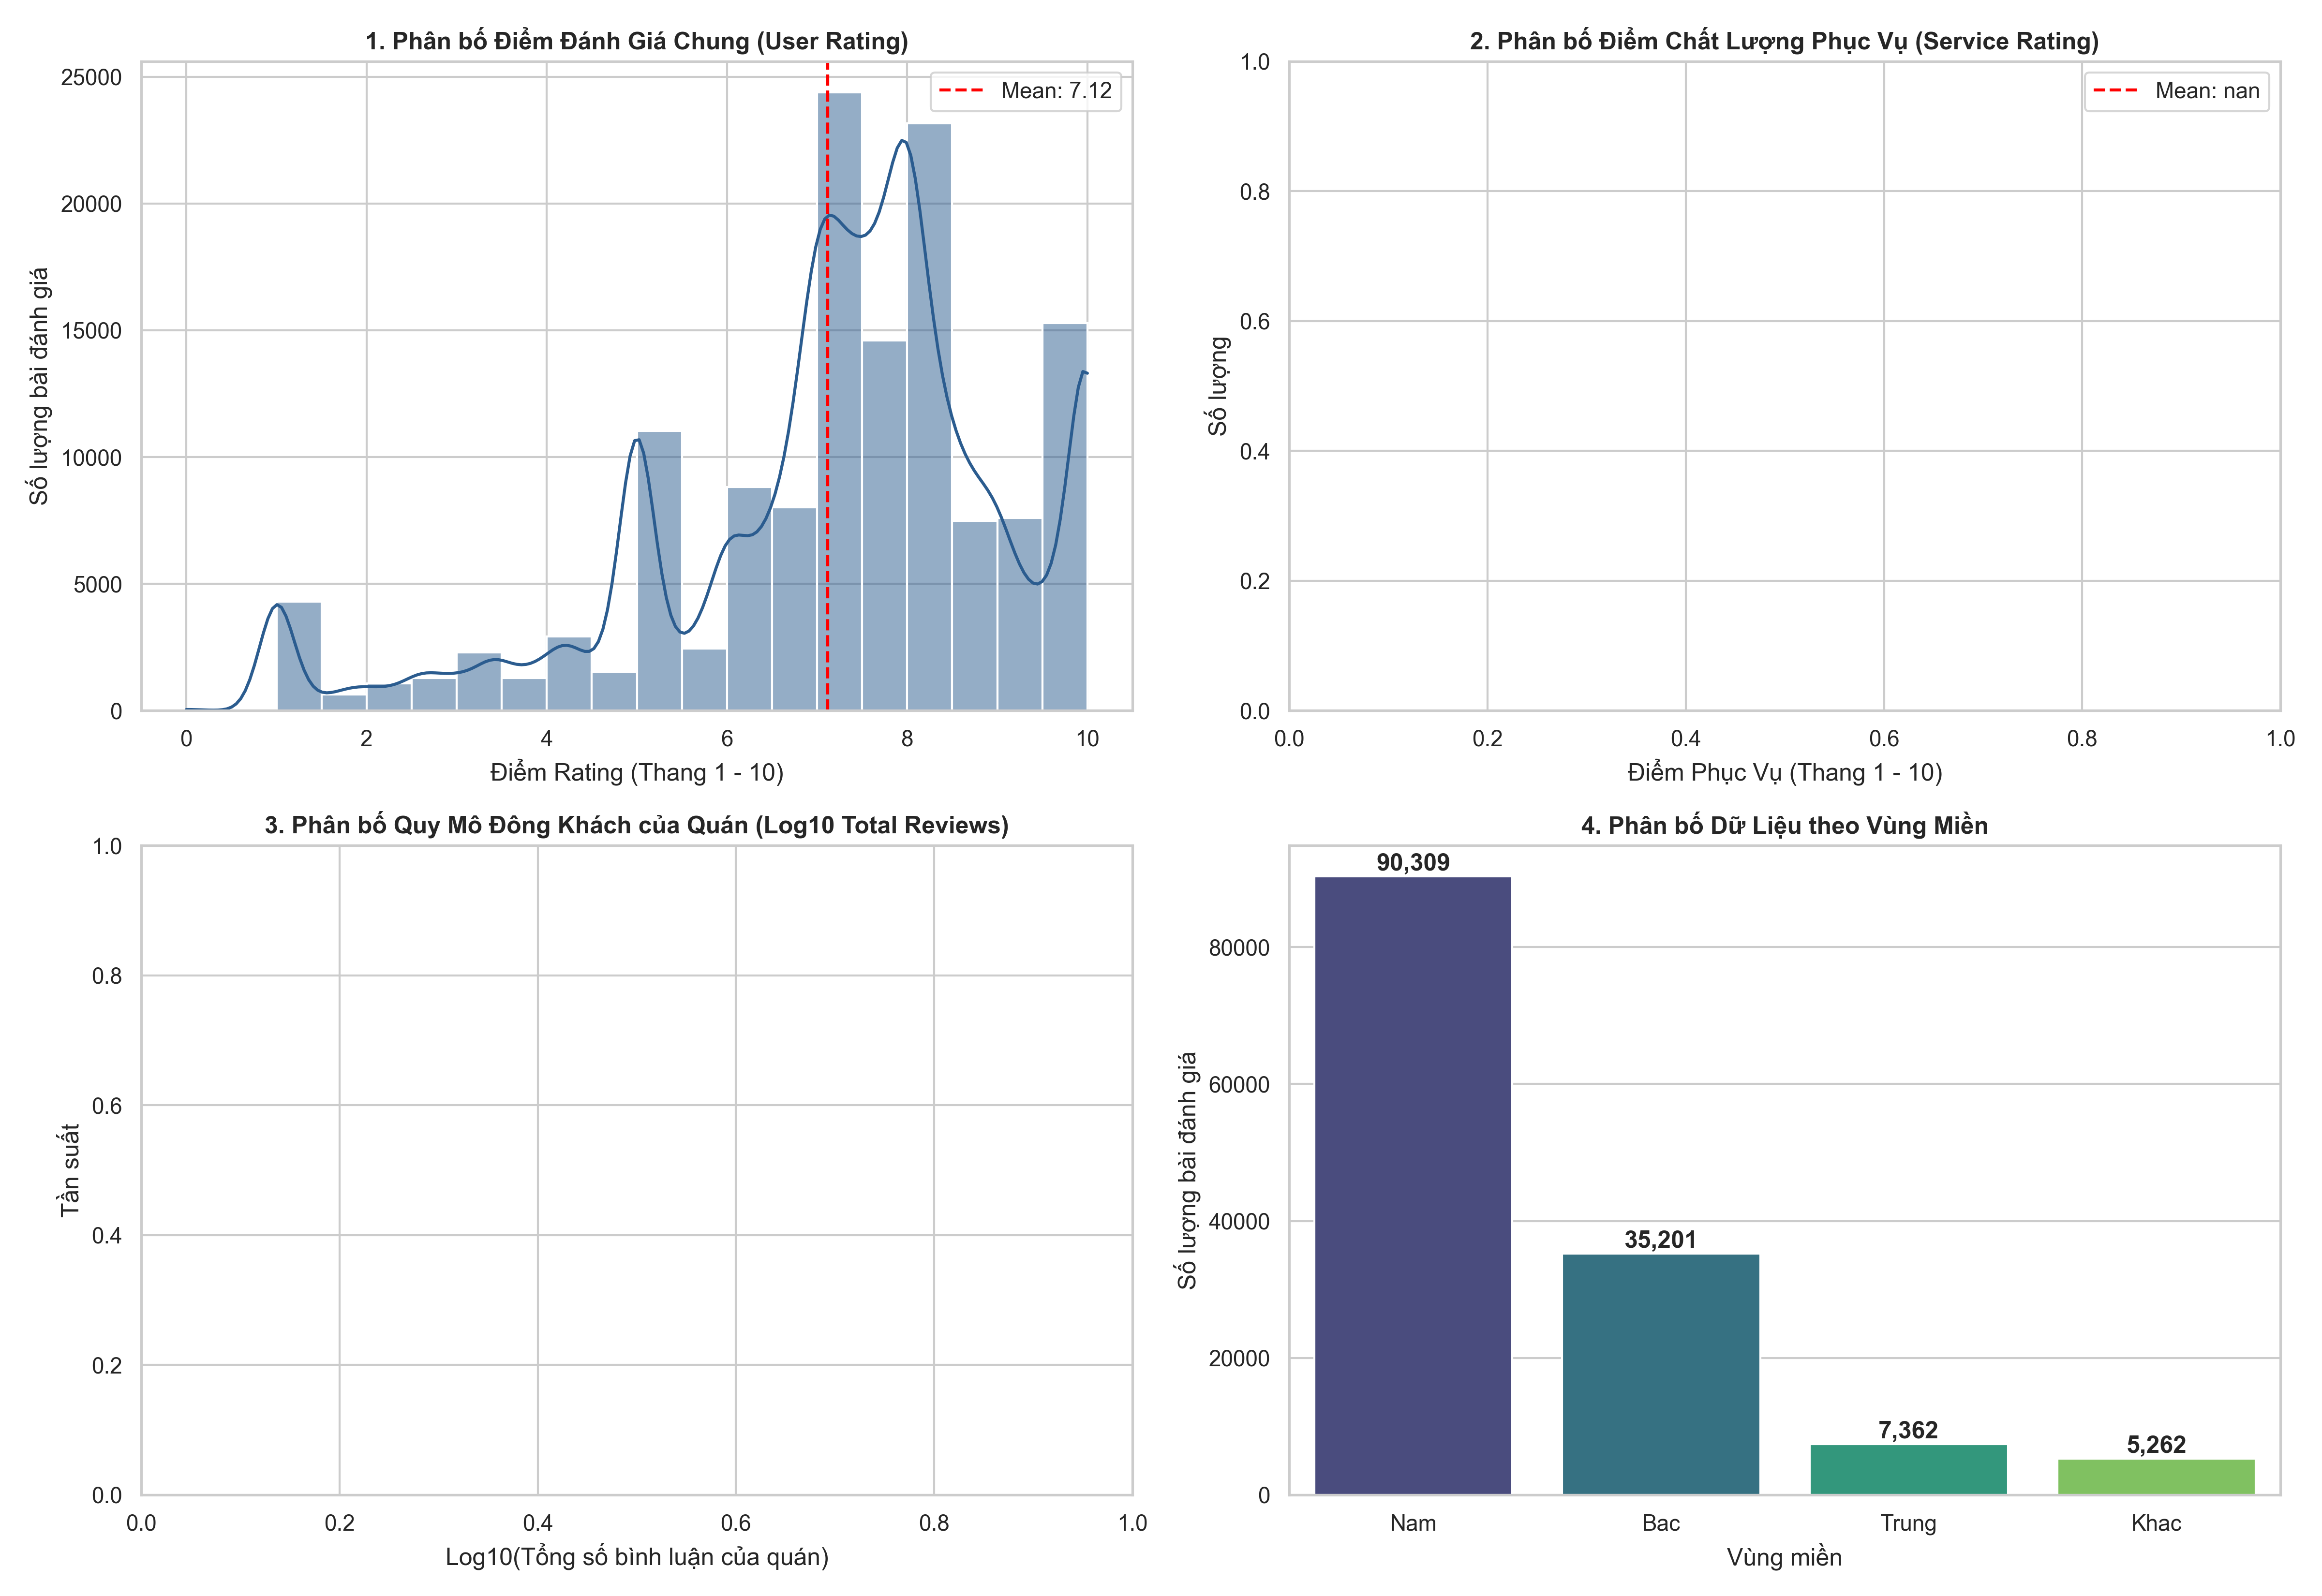 1. Phân bố Điểm Đánh Giá Chung (User Rating)
Mean: 7.12
25000
20000
15000
10000
5000
0
Số lượng bài đánh giá
0 2 4 6 8 10
Điểm Rating (Thang 1 - 10)
2. Phân bố Điểm Chất Lượng Phục Vụ (Service Rating)
Mean: nan
1.0
0.8
0.6
0.4
0.2
0.0
Số lượng
0.0 0.2 0.4 0.6 0.8 1.0
Điểm Phục Vụ (Thang 1 - 10)
3. Phân bố Quy Mô Đông Khách của Quán (Log10 Total Reviews)
1.0
0.8
0.6
0.4
0.2
0.0
Tần suất
0.0 0.2 0.4 0.6 0.8 1.0
Log10(Tổng số bình luận của quán)
4. Phân bố Dữ Liệu theo Vùng Miền
90,309
35,201
7,362
5,262
80000
60000
40000
20000
0
Số lượng bài đánh giá
Nam Bac Trung Khac
Vùng miền